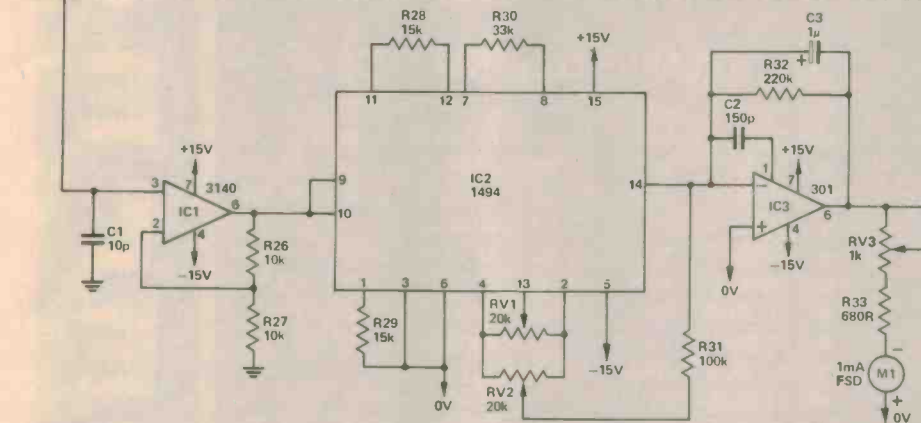 R28
15k
R30
33k
+15V
C3
1µ
+
R32
220k
11
12
7
8
15
C2
150p
+15V
3
7
3140
IC1
6
2
4
-15V
C1
10p
R26
10k
R27
10k
9
10
IC2
1494
14
1
+15V
7
301
−
IC3
+
6
4
-15V
0V
RV3
1k
R33
680R
−
M1
1mA
FSD
+
0V
1
3
6
4
13
2
5
R29
15k
0V
RV1
20k
RV2
20k
-15V
R31
100k